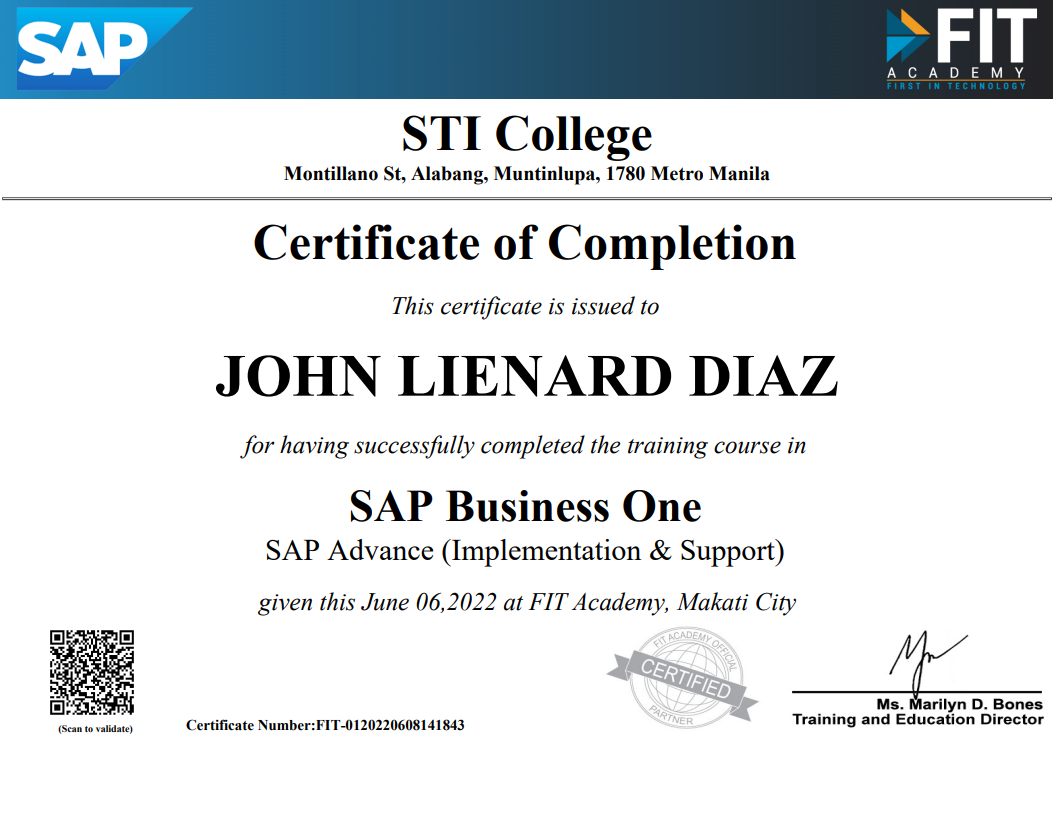 SAP
FIT
ACADEMY
FIRST IN TECHNOLOGY
STI College
Montillano St, Alabang, Muntinlupa, 1780 Metro Manila
Certificate of Completion
This certificate is issued to
JOHN LIENARD DIAZ
for having successfully completed the training course in
SAP Business One
SAP Advance (Implementation & Support)
given this June 06,2022 at FIT Academy, Makati City
FIT ACADEMY OFFICIAL
CERTIFIED
PARTNER
Ms. Marilyn D. Bones
Training and Education Director
(Scan to validate)
Certificate Number:FIT-0120220608141843